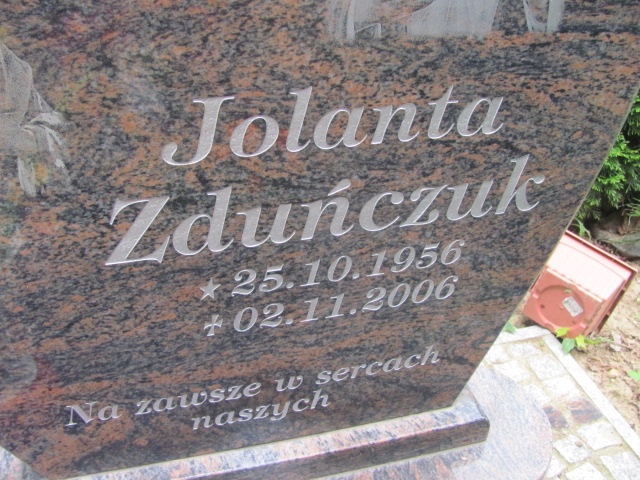 Jolanta
Zduńczuk
★ 25.10.1956
✝ 02.11.2006
Na zawsze w sercach
naszych